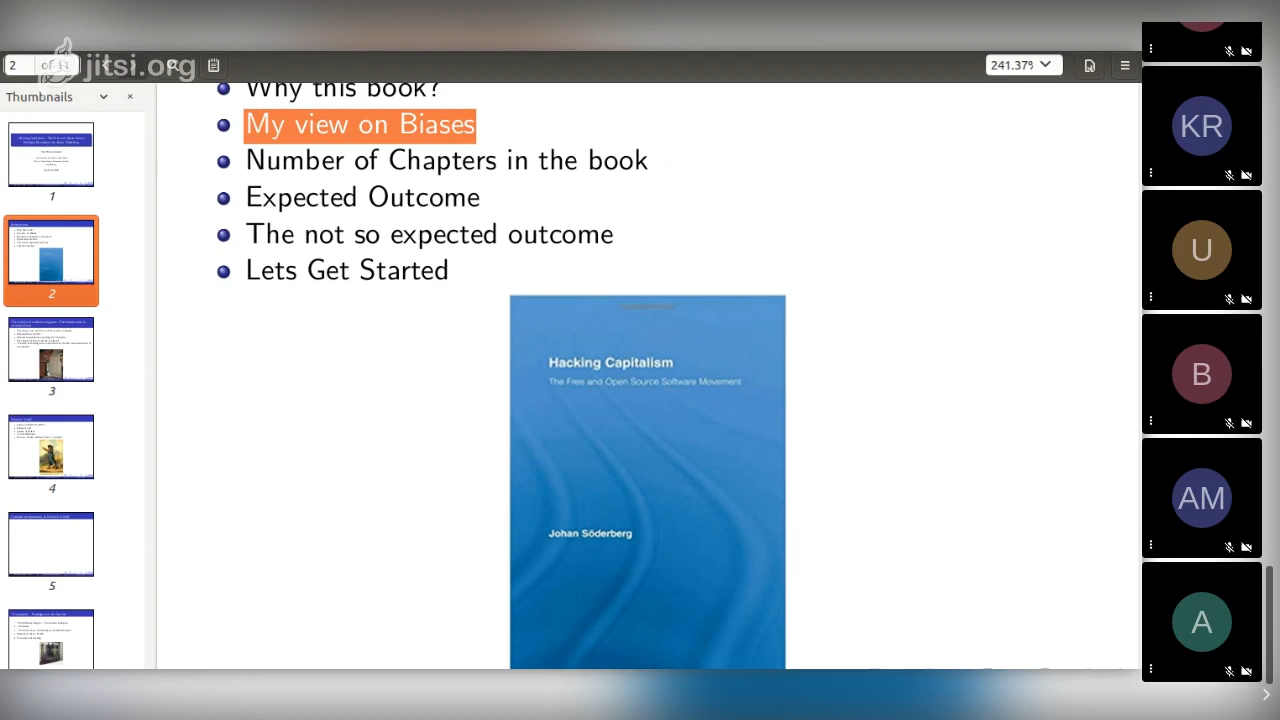 2
of 11
jitsi.org
241.37%
Thumbnails
1
2
3
4
5
Why this book?
My view on Biases
Number of Chapters in the book
Expected Outcome
The not so expected outcome
Lets Get Started
Hacking Capitalism
The Free and Open Source Software Movement
Johan Söderberg
KR
U
B
AM
A